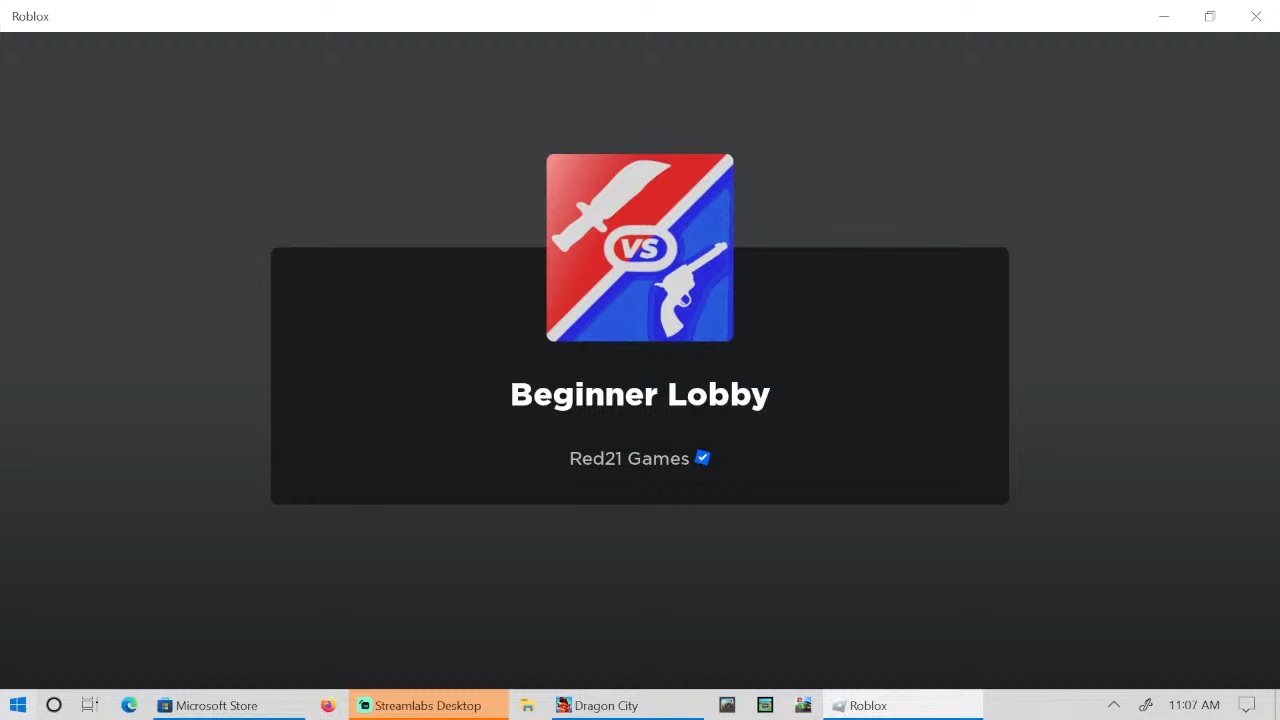 Roblox
VS
Beginner Lobby
Red21 Games
Microsoft Store
Streamlabs Desktop
Dragon City
Roblox
11:07 AM